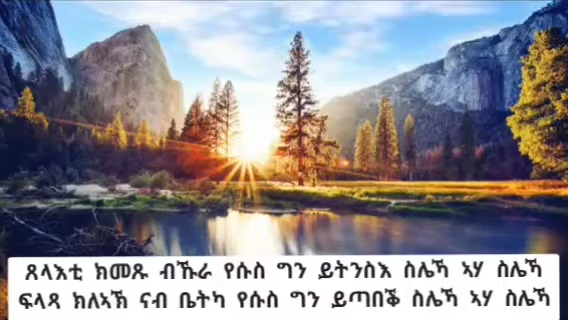 ጸላእቲ ክመጹ ብኹራ የሱስ ግን ይትንስእ ስሌኻ ኣሃ ስሌኻ
ፍላጻ ክለኣኽ ናብ ቤትካ የሱስ ግን ይጣበቕ ስሌኻ ኣሃ ስሌኻ